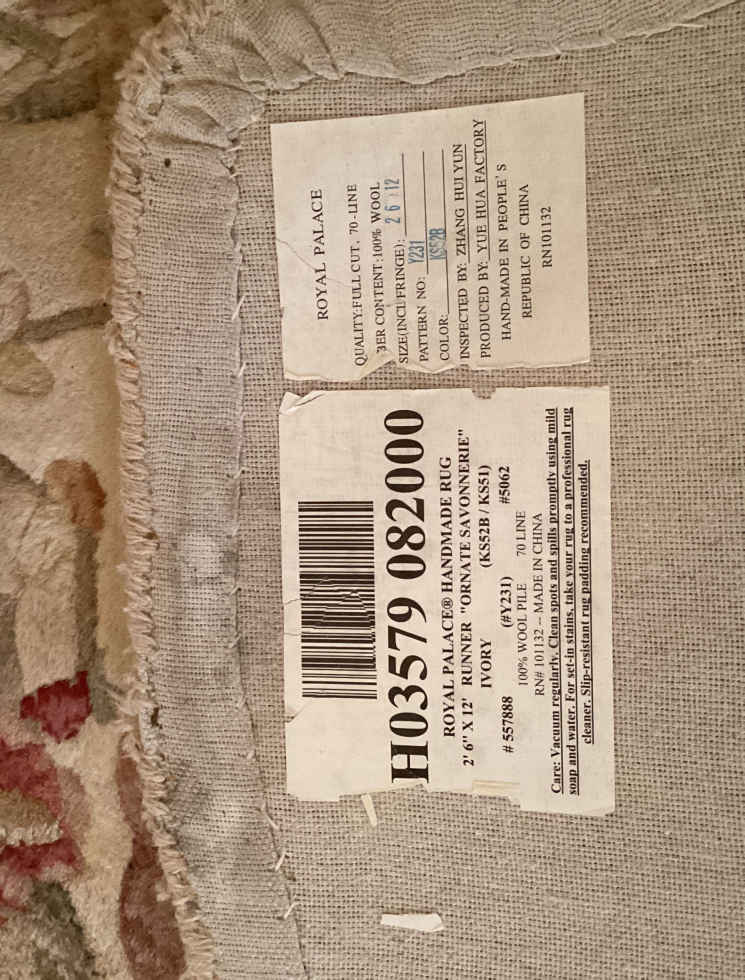 ROYAL PALACE
QUALITY:FULL CUT, 70-LINE
BER CONTENT:100% WOOL
SIZE(INCL FRINGE): 2 6 12
PATTERN NO: Y231
COLOR: KS52B
INSPECTED BY: ZHANG HUI YUN
PRODUCED BY: YUE HUA FACTORY
HAND-MADE IN PEOPLE'S
REPUBLIC OF CHINA
RN101132
H03579 082000
ROYAL PALACE® HANDMADE RUG
2' 6" X 12' RUNNER "ORNATE SAVONNERIE"
IVORY (KS52B / KS51)
# 557888 (#Y231) #5062
100% WOOL PILE 70 LINE
RN# 101132 -- MADE IN CHINA
Care: Vacuum regularly. Clean spots and spills promptly using mild
soap and water. For set-in stains, take your rug to a professional rug
cleaner. Slip-resistant rug padding recommended.